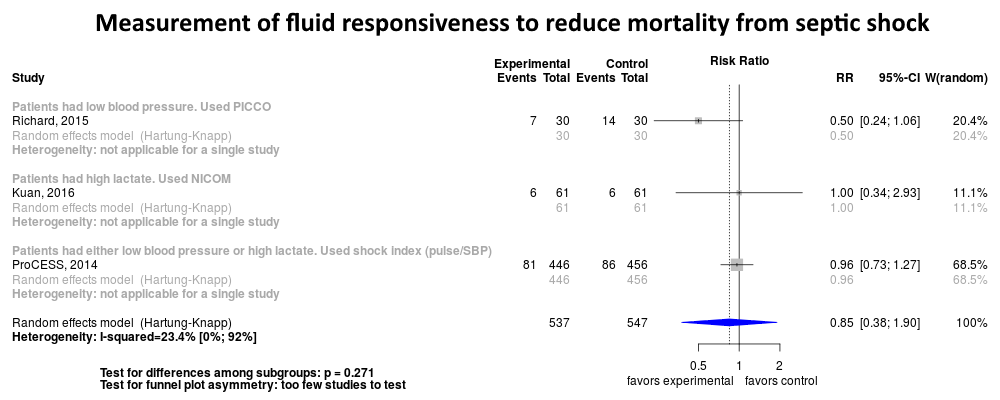 Measurement of fluid responsiveness to reduce mortality from septic shock
Experimental Control Risk Ratio
Study Events Total Events Total RR 95%-CI W(random)
Patients had low blood pressure. Used PICCO
Richard, 2015 7 30 14 30 0.50 [0.24; 1.06] 20.4%
Random effects model (Hartung-Knapp) 30 30 0.50 20.4%
Heterogeneity: not applicable for a single study
Patients had high lactate. Used NICOM
Kuan, 2016 6 61 6 61 1.00 [0.34; 2.93] 11.1%
Random effects model (Hartung-Knapp) 61 61 1.00 11.1%
Heterogeneity: not applicable for a single study
Patients had either low blood pressure or high lactate. Used shock index (pulse/SBP)
ProCESS, 2014 81 446 86 456 0.96 [0.73; 1.27] 68.5%
Random effects model (Hartung-Knapp) 446 456 0.96 68.5%
Heterogeneity: not applicable for a single study
Random effects model (Hartung-Knapp) 537 547 0.85 [0.38; 1.90] 100%
Heterogeneity: I-squared=23.4% [0%; 92%]
0.5 1 2
favors experimental favors control
Test for differences among subgroups: p = 0.271
Test for funnel plot asymmetry: too few studies to test